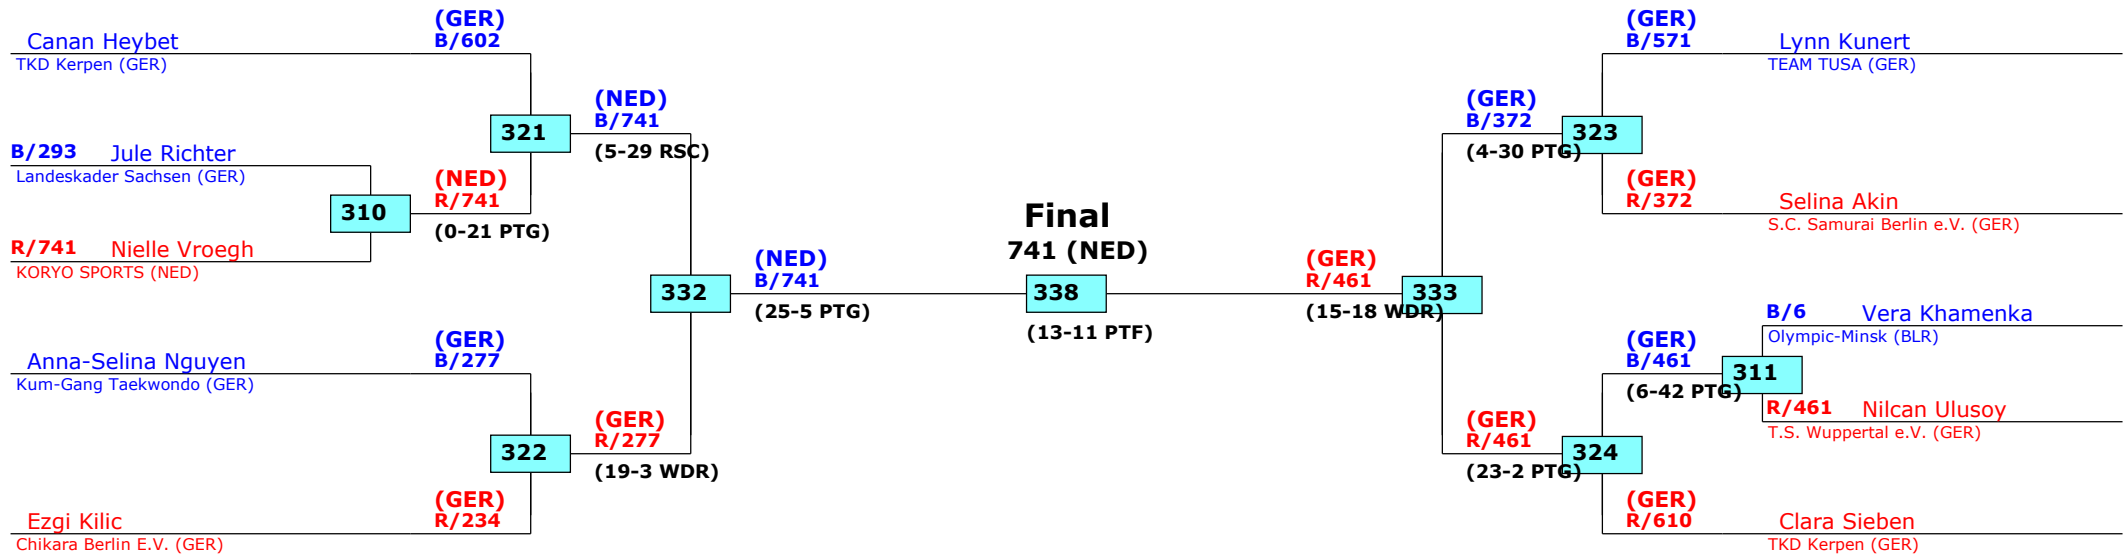 (GER)
B/602
Canan Heybet
TKD Kerpen (GER)
B/293 Jule Richter
Landeskader Sachsen (GER)
R/741 Nielle Vroegh
KORYO SPORTS (NED)
310
(NED)
R/741
(0-21 PTG)
321
(NED)
B/741
(5-29 RSC)
(GER)
B/277
Anna-Selina Nguyen
Kum-Gang Taekwondo (GER)
322
(GER)
R/277
(19-3 WDR)
(GER)
R/234
Ezgi Kilic
Chikara Berlin E.V. (GER)
332
(NED)
B/741
(25-5 PTG)
Final
741 (NED)
338
(13-11 PTF)
(GER)
R/461
(15-18 WDR)
333
(GER)
B/372
(4-30 PTG)
323
(GER)
B/571
Lynn Kunert
TEAM TUSA (GER)
(GER)
R/372
Selina Akin
S.C. Samurai Berlin e.V. (GER)
B/6 Vera Khamenka
Olympic-Minsk (BLR)
(GER)
B/461
(6-42 PTG)
311
R/461 Nilcan Ulusoy
T.S. Wuppertal e.V. (GER)
(GER)
R/461
(23-2 PTG)
324
(GER)
R/610
Clara Sieben
TKD Kerpen (GER)